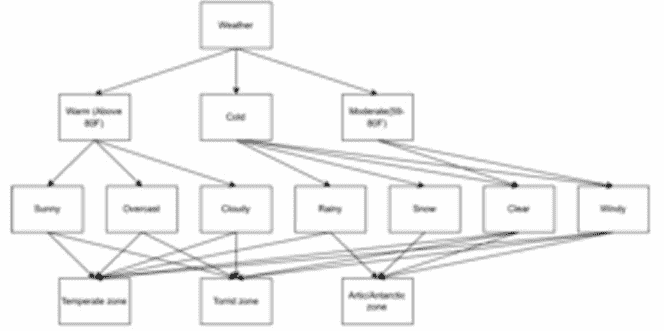 Weather
Warm (Above
80F)
Cold
Moderate(59-
80F)
Sunny
Overcast
Cloudy
Rainy
Snow
Clear
Windy
Temperate zone
Torrid zone
Artic/Antarctic
zone